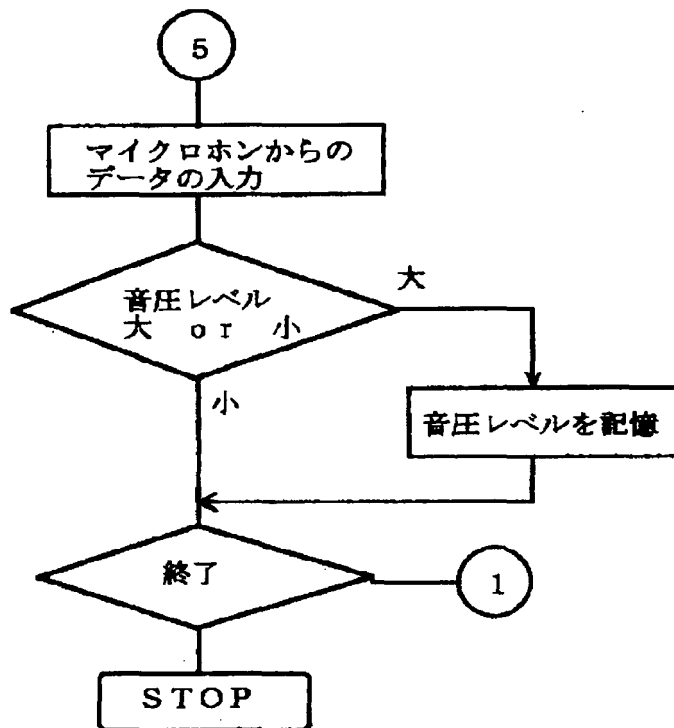 5
マイクロホンからの
データの入力
音圧レベル
大 or 小
大
小
音圧レベルを記憶
終了
1
STOP